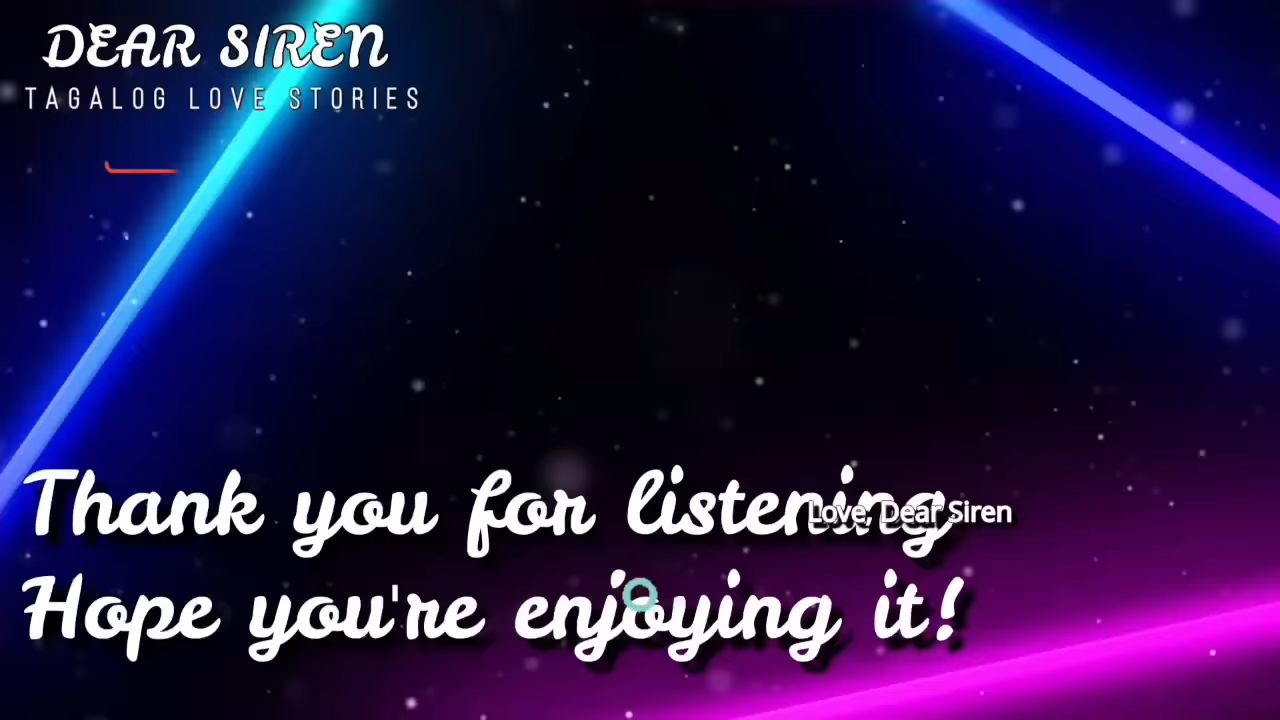 DEAR SIREN
TAGALOG LOVE STORIES
Thank you for listening
Love, Dear Siren
Hope you're enjoying it!